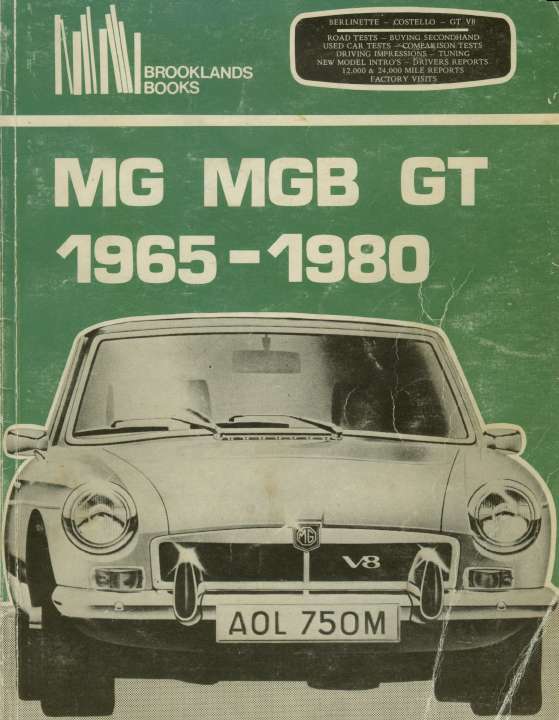 BROOKLANDS
BOOKS
BERLINETTE – COSTELLO – GT V8
ROAD TESTS – BUYING SECONDHAND
USED CAR TESTS – COMPARISON TESTS
DRIVING IMPRESSIONS – TUNING
NEW MODEL INTRO'S – DRIVERS REPORTS
12,000 & 24,000 MILE REPORTS
FACTORY VISITS
MG MGB GT
1965-1980
MG
V8
AOL 750M